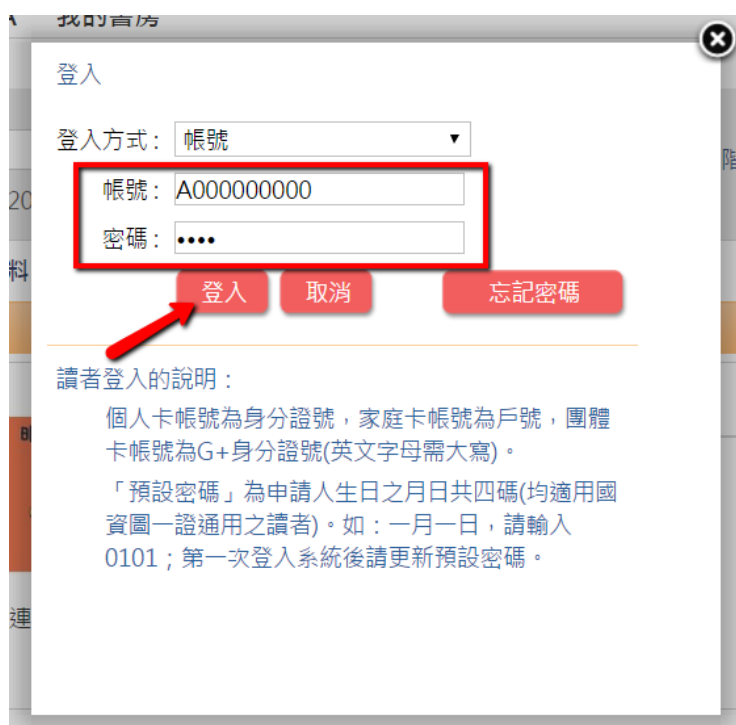 我的書房
登入
登入方式： 帳號
帳號： A000000000
密碼： ••••
登入 取消 忘記密碼
20
階
料
讀者登入的說明：
個人卡帳號為身分證號，家庭卡帳號為戶號，團體
卡帳號為G+身分證號(英文字母需大寫)。
「預設密碼」為申請人生日之月日共四碼(均適用國
資圖一證通用之讀者)。如：一月一日，請輸入
0101；第一次登入系統後請更新預設密碼。
連